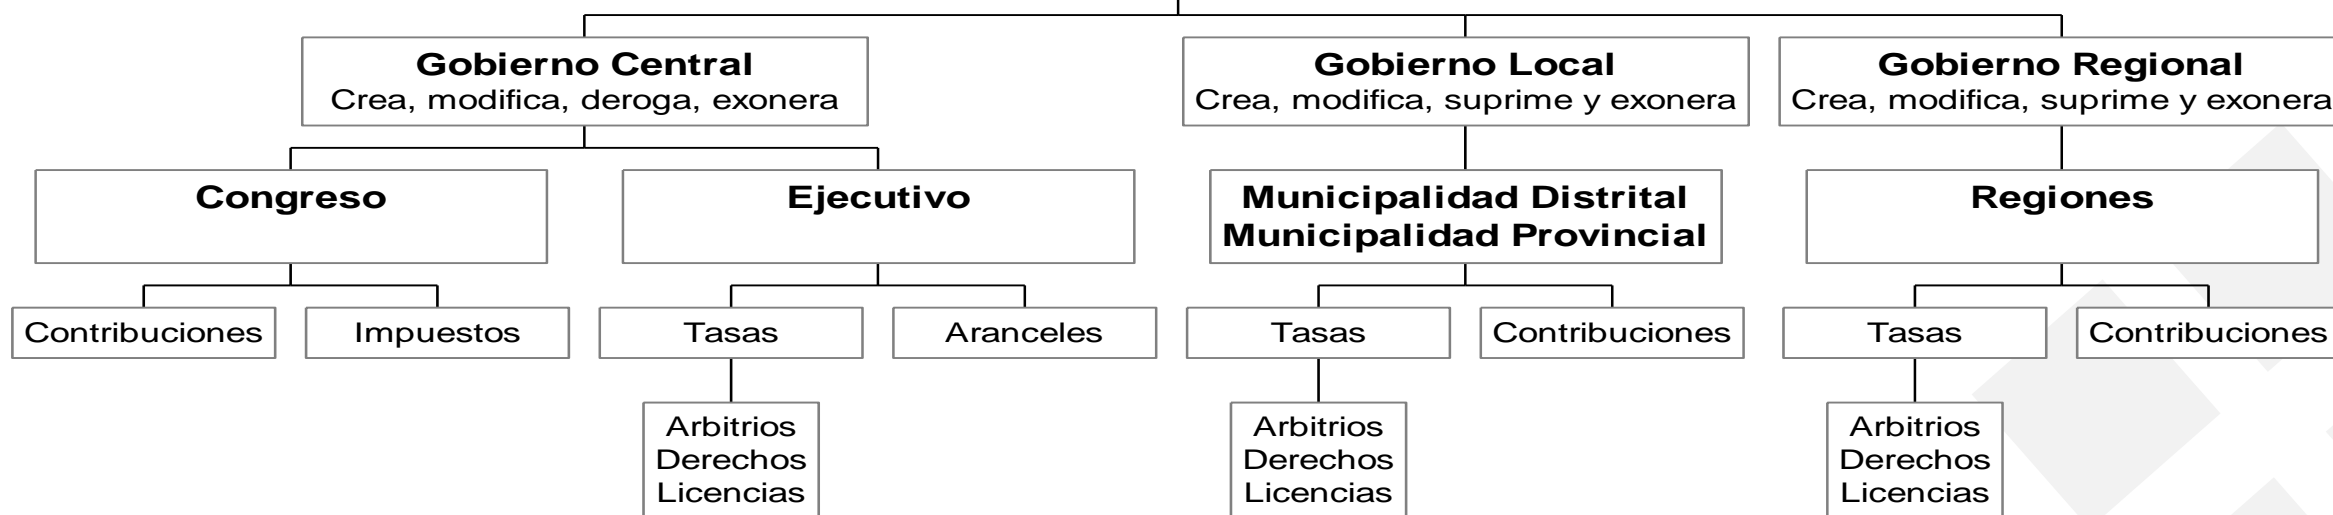 Gobierno Central
Crea, modifica, deroga, exonera
Gobierno Local
Crea, modifica, suprime y exonera
Gobierno Regional
Crea, modifica, suprime y exonera
Congreso
Ejecutivo
Municipalidad Distrital
Municipalidad Provincial
Regiones
Contribuciones
Impuestos
Tasas
Aranceles
Tasas
Contribuciones
Tasas
Contribuciones
Arbitrios
Derechos
Licencias
Arbitrios
Derechos
Licencias
Arbitrios
Derechos
Licencias